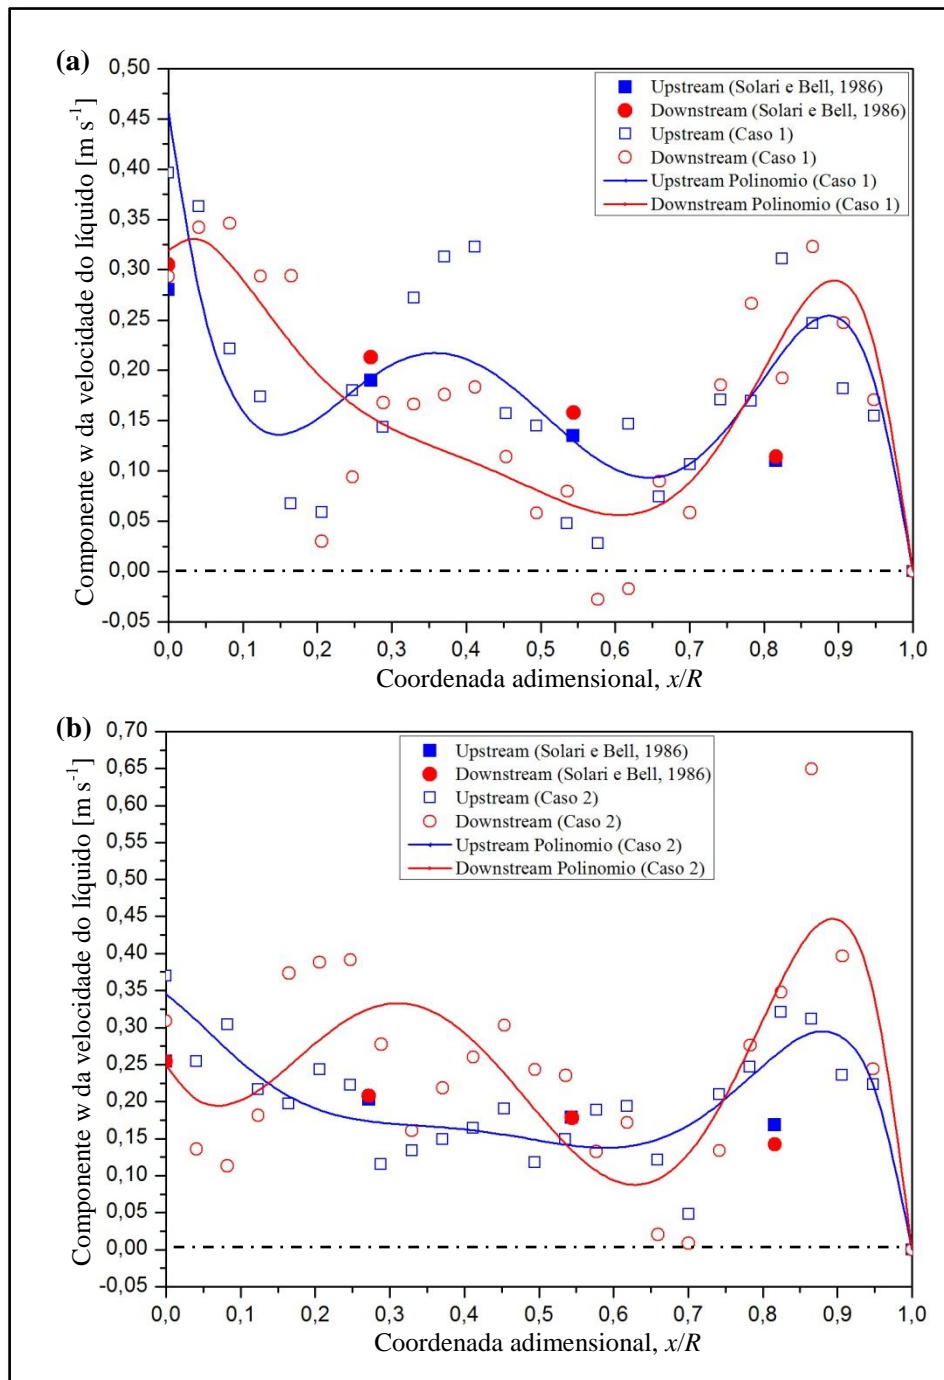 (a)
0,50
0,45
0,40
0,35
0,30
0,25
0,20
0,15
0,10
0,05
0,00
-0,05
Componente w da velocidade do líquido [m s-1]
Upstream (Solari e Bell, 1986)
Downstream (Solari e Bell, 1986)
Upstream (Caso 1)
Downstream (Caso 1)
Upstream Polinomio (Caso 1)
Downstream Polinomio (Caso 1)
0,0 0,1 0,2 0,3 0,4 0,5 0,6 0,7 0,8 0,9 1,0
Coordenada adimensional, x/R
(b)
0,70
0,65
0,60
0,55
0,50
0,45
0,40
0,35
0,30
0,25
0,20
0,15
0,10
0,05
0,00
-0,05
Componente w da velocidade do líquido [m s-1]
Upstream (Solari e Bell, 1986)
Downstream (Solari e Bell, 1986)
Upstream (Caso 2)
Downstream (Caso 2)
Upstream Polinomio (Caso 2)
Downstream Polinomio (Caso 2)
0,0 0,1 0,2 0,3 0,4 0,5 0,6 0,7 0,8 0,9 1,0
Coordenada adimensional, x/R